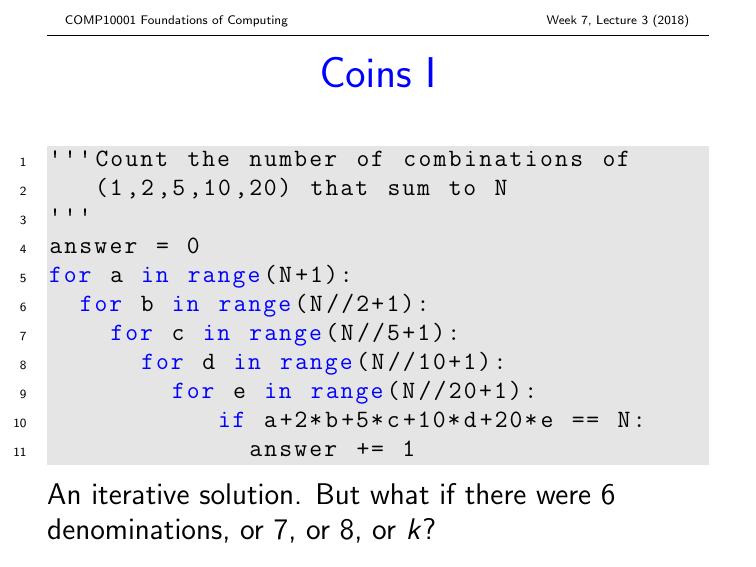 COMP10001 Foundations of Computing
Week 7, Lecture 3 (2018)
Coins I
1 '''Count the number of combinations of
2    (1,2,5,10,20) that sum to N
3 '''
4 answer = 0
5 for a in range(N+1):
6   for b in range(N//2+1):
7     for c in range(N//5+1):
8       for d in range(N//10+1):
9         for e in range(N//20+1):
10            if a+2*b+5*c+10*d+20*e == N:
11              answer += 1
An iterative solution. But what if there were 6
denominations, or 7, or 8, or k?